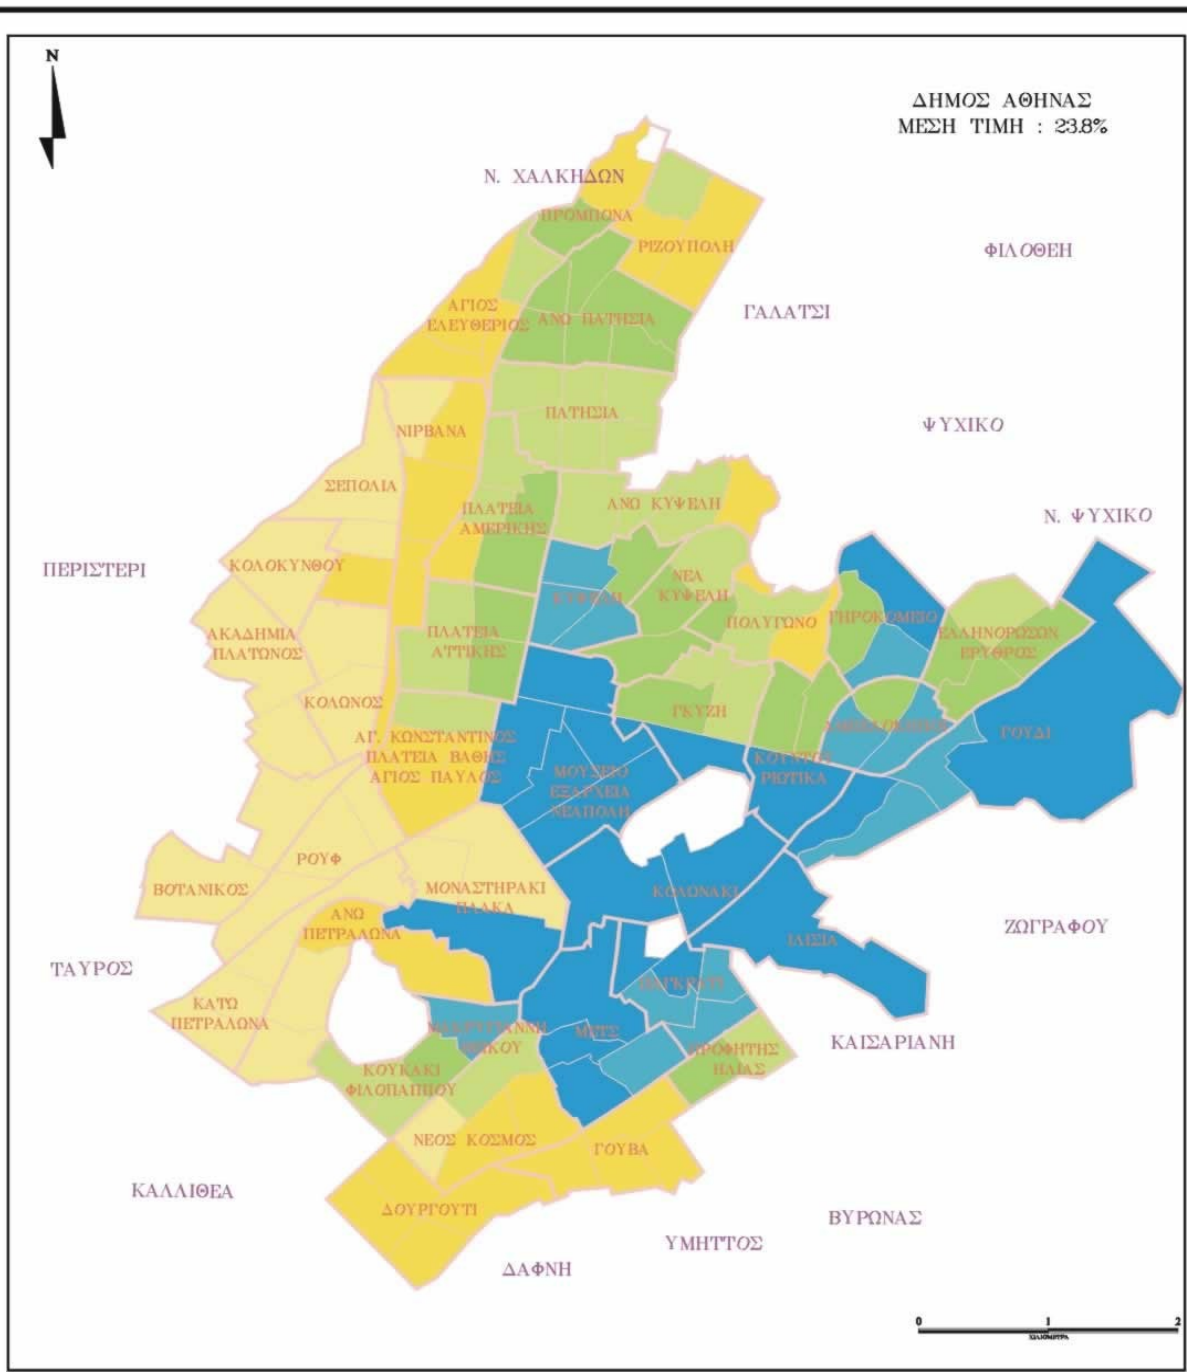 N
ΔΗΜΟΣ ΑΘΗΝΑΣ
ΜΕΣΗ ΤΙΜΗ : 23.8%
Ν. ΧΑΛΚΗΔΩΝ
ΠΡΟΜΠΟΝΑ
ΡΙΖΟΥΠΟΛΗ
ΦΙΛΟΘΕΗ
ΑΓΙΟΣ
ΕΛΕΥΘΕΡΙΟΣ
ΑΝΩ ΠΑΤΗΣΙΑ
ΓΑΛΑΤΣΙ
ΠΑΤΗΣΙΑ
ΝΙΡΒΑΝΑ
ΨΥΧΙΚΟ
ΣΕΠΟΛΙΑ
ΠΛΑΤΕΙΑ
ΑΜΕΡΙΚΗΣ
ΑΝΩ ΚΥΨΕΛΗ
Ν. ΨΥΧΙΚΟ
ΠΕΡΙΣΤΕΡΙ
ΚΟΛΟΚΥΝΘΟΥ
ΚΥΨΕΛΗ
ΝΕΑ
ΚΥΨΕΛΗ
ΠΟΛΥΓΩΝΟ
ΓΗΡΟΚΟΜΕΙΟ
ΕΛΛΗΝΟΡΩΣΩΝ
ΕΡΥΘΡΟΣ
ΑΚΑΔΗΜΙΑ
ΠΛΑΤΩΝΟΣ
ΠΛΑΤΕΙΑ
ΑΤΤΙΚΗΣ
ΚΟΛΩΝΟΣ
ΓΚΥΖΗ
ΓΟΥΔΙ
ΑΓ. ΚΩΝΣΤΑΝΤΙΝΟΣ
ΠΛΑΤΕΙΑ ΒΑΘΗΣ
ΑΓΙΟΣ ΠΑΥΛΟΣ
ΜΟΥΣΕΙΟ
ΕΞΑΡΧΕΙΑ
ΝΕΑΠΟΛΗ
ΚΟΥΝΤΟΥ
ΡΙΩΤΙΚΑ
ΡΟΥΦ
ΒΟΤΑΝΙΚΟΣ
ΜΟΝΑΣΤΗΡΑΚΙ
ΠΛΑΚΑ
ΚΟΛΩΝΑΚΙ
ΑΝΩ
ΠΕΤΡΑΛΩΝΑ
ΙΛΙΣΙΑ
ΖΩΓΡΑΦΟΥ
ΤΑΥΡΟΣ
ΠΑΓΚΡΑΤΙ
ΚΑΤΩ
ΠΕΤΡΑΛΩΝΑ
ΜΕΤΣ
ΚΑΙΣΑΡΙΑΝΗ
ΠΡΟΦΗΤΗΣ
ΗΛΙΑΣ
ΚΟΥΚΑΚΙ
ΦΙΛΟΠΑΠΠΟΥ
ΝΕΟΣ ΚΟΣΜΟΣ
ΓΟΥΒΑ
ΚΑΛΛΙΘΕΑ
ΔΟΥΡΓΟΥΤΙ
ΒΥΡΩΝΑΣ
ΥΜΗΤΤΟΣ
ΔΑΦΝΗ
0 1 2
ΧΙΛΙΟΜΕΤΡΑ